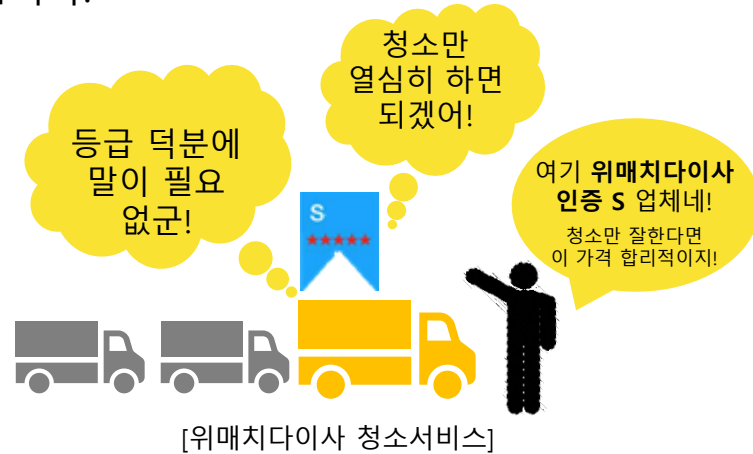 청소만
열심히 하면
되겠어!
등급 덕분에
말이 필요
없군!
여기 위매치다이사
인증 S 업체네!
청소만 잘한다면
이 가격 합리적이지!
S
★★★★★
[위매치다이사 청소서비스]